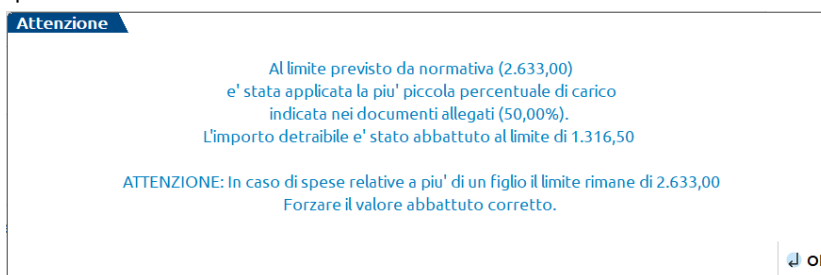 Attenzione
Al limite previsto da normativa (2.633,00)
e' stata applicata la piu' piccola percentuale di carico
indicata nei documenti allegati (50,00%).
L'importo detraibile e' stato abbattuto al limite di 1.316,50
ATTENZIONE: In caso di spese relative a piu' di un figlio il limite rimane di 2.633,00
Forzare il valore abbattuto corretto.